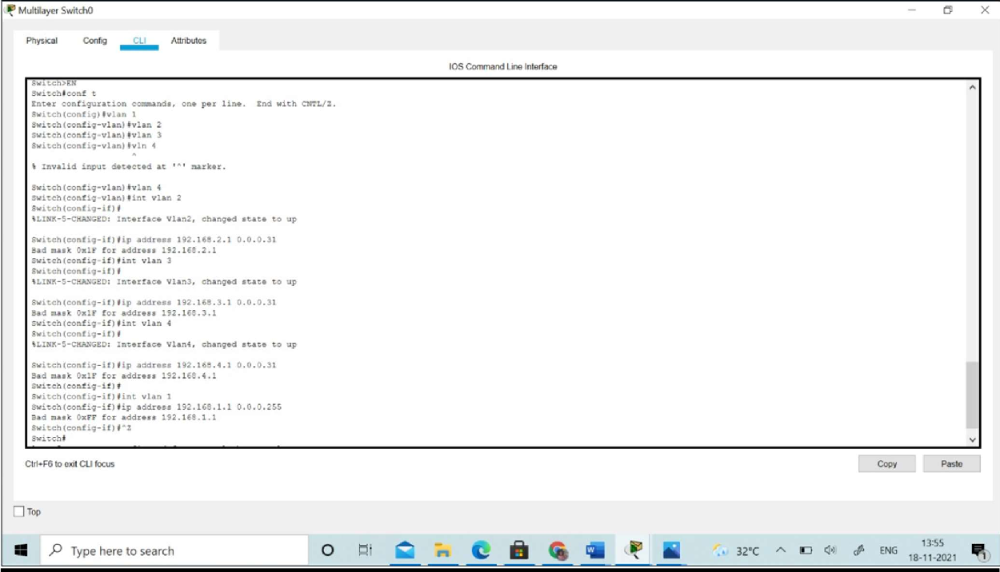 Multilayer Switch0
Physical Config CLI Attributes
IOS Command Line Interface
Switch>EN
Switch#conf t
Enter configuration commands, one per line. End with CNTL/Z.
Switch(config)#vlan 1
Switch(config-vlan)#vlan 2
Switch(config-vlan)#vlan 3
Switch(config-vlan)#vln 4
^
% Invalid input detected at '^' marker.
Switch(config-vlan)#vlan 4
Switch(config-vlan)#int vlan 2
Switch(config-if)#
%LINK-5-CHANGED: Interface Vlan2, changed state to up
Switch(config-if)#ip address 192.168.2.1 0.0.0.31
Bad mask 0x1F for address 192.168.2.1
Switch(config-if)#int vlan 3
Switch(config-if)#
%LINK-5-CHANGED: Interface Vlan3, changed state to up
Switch(config-if)#ip address 192.168.3.1 0.0.0.31
Bad mask 0x1F for address 192.168.3.1
Switch(config-if)#int vlan 4
Switch(config-if)#
%LINK-5-CHANGED: Interface Vlan4, changed state to up
Switch(config-if)#ip address 192.168.4.1 0.0.0.31
Bad mask 0x1F for address 192.168.4.1
Switch(config-if)#
Switch(config-if)#int vlan 1
Switch(config-if)#ip address 192.168.1.1 0.0.0.255
Bad mask 0xFF for address 192.168.1.1
Switch(config-if)#^Z
Switch#
Ctrl+F6 to exit CLI focus
Copy Paste
Top
Type here to search
32°C ENG 13:55
18-11-2021
1